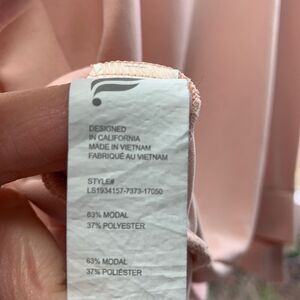 DESIGNED
IN CALIFORNIA
MADE IN VIETNAM
FABRIQUÉ AU VIETNAM
STYLE#
LS1934157-7373-17050
63% MODAL
37% POLYESTER
63% MODAL
37% POLIÉSTER